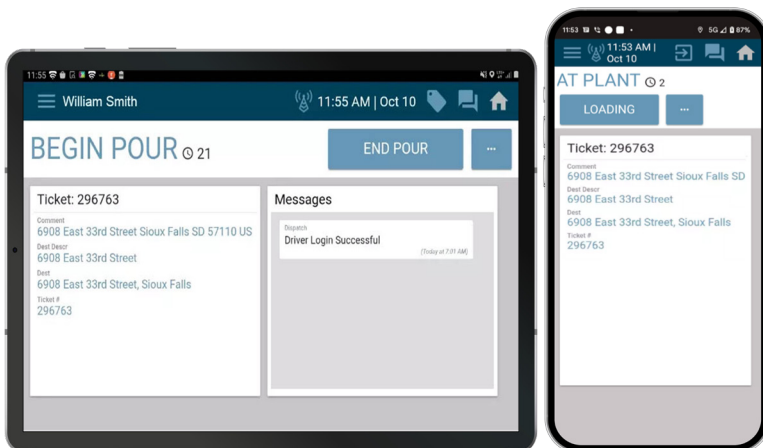 11:55
William Smith
11:55 AM | Oct 10
BEGIN POUR 21
END POUR
...
Ticket: 296763
Comment
6908 East 33rd Street Sioux Falls SD 57110 US
Dest Descr
6908 East 33rd Street
Dest
6908 East 33rd Street, Sioux Falls
Ticket #
296763
Messages
Dispatch
Driver Login Successful
(Today at 7:01 AM)
11:53
5G 87%
11:53 AM |
Oct 10
AT PLANT 2
LOADING
...
Ticket: 296763
Comment
6908 East 33rd Street Sioux Falls SD
Dest Descr
6908 East 33rd Street
Dest
6908 East 33rd Street, Sioux Falls
Ticket #
296763